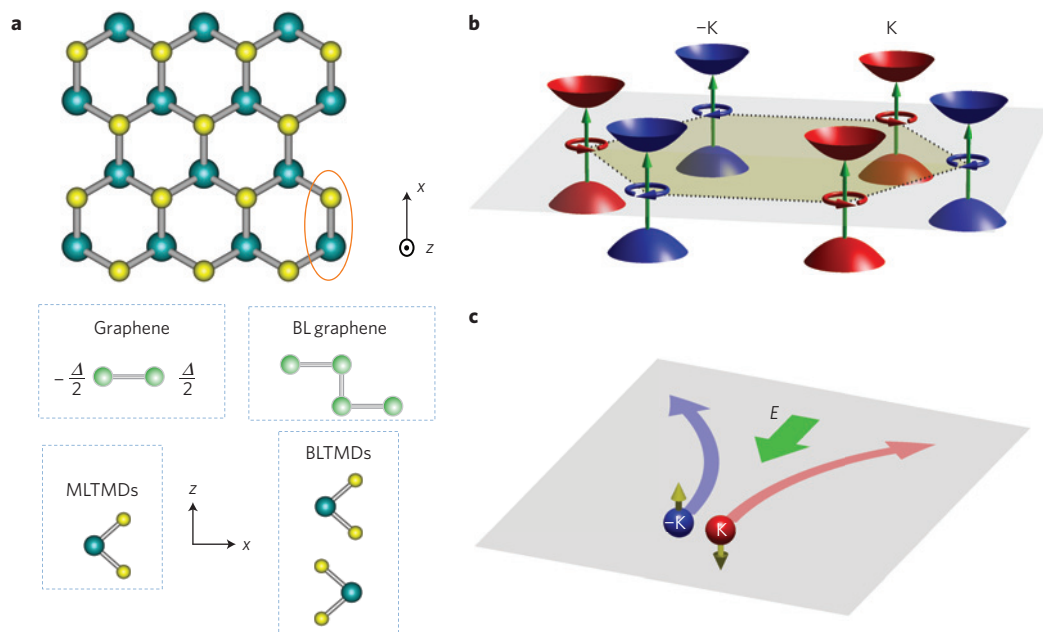 a
x
z
Graphene
− Δ/2
Δ/2
BL graphene
MLTMDs
z
x
BLTMDs
b
−K
K
c
E
−K
K